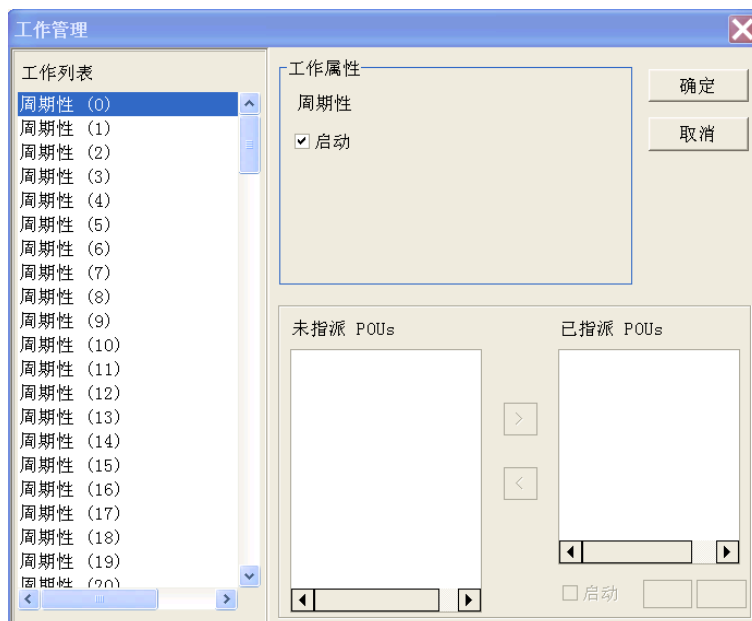 工作管理
工作列表
周期性 (0)
周期性 (1)
周期性 (2)
周期性 (3)
周期性 (4)
周期性 (5)
周期性 (6)
周期性 (7)
周期性 (8)
周期性 (9)
周期性 (10)
周期性 (11)
周期性 (12)
周期性 (13)
周期性 (14)
周期性 (15)
周期性 (16)
周期性 (17)
周期性 (18)
周期性 (19)
周期性 (20)
工作属性
周期性
启动
确定
取消
未指派 POUs
已指派 POUs
>
<
启动